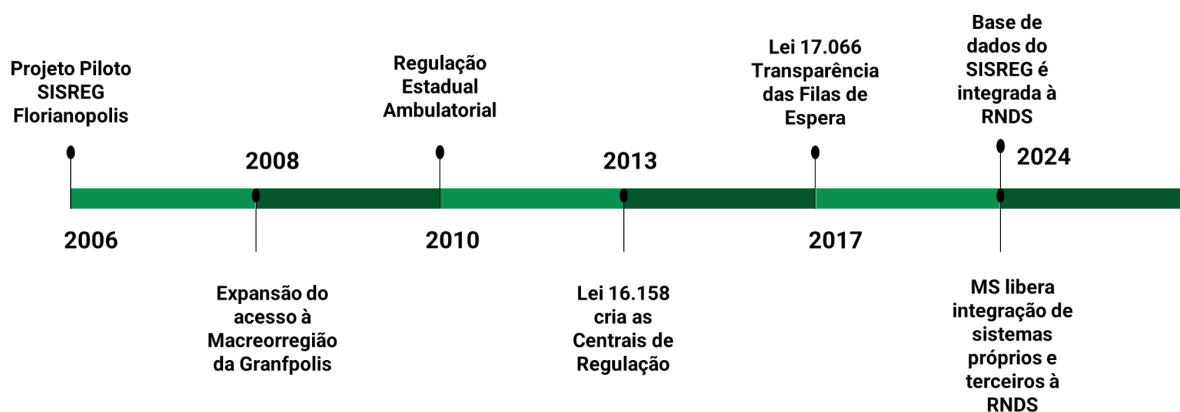 Projeto Piloto
SISREG
Florianopolis
2006
2008
Expansão do
acesso à
Macreorregião
da Granfpolis
Regulação
Estadual
Ambulatorial
2010
2013
Lei 16.158
cria as
Centrais de
Regulação
Lei 17.066
Transparência
das Filas de
Espera
2017
Base de
dados do
SISREG é
integrada à
RNDS
2024
MS libera
integração de
sistemas
próprios e
terceiros à
RNDS